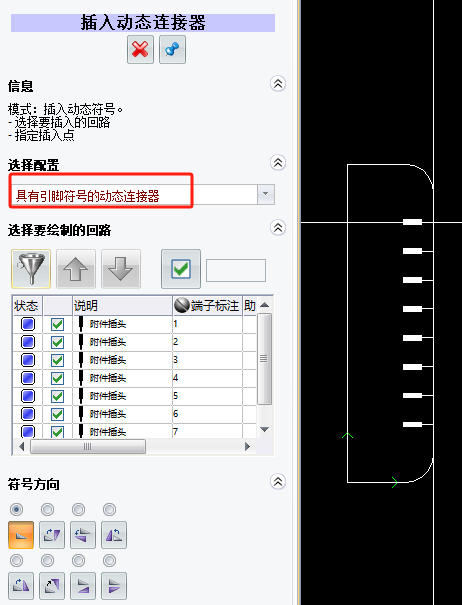 插入动态连接器
信息
模式：插入动态符号。
- 选择要插入的回路
- 指定插入点
选择配置
具有引脚符号的动态连接器
选择要绘制的回路
状态 说明 端子标注 助
附件插头 1
附件插头 2
附件插头 3
附件插头 4
附件插头 5
附件插头 6
附件插头 7
符号方向